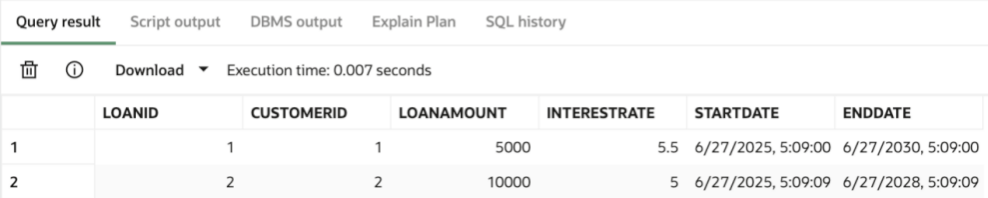 Query result Script output DBMS output Explain Plan SQL history
Download Execution time: 0.007 seconds
LOANID CUSTOMERID LOANAMOUNT INTERESTRATE STARTDATE ENDDATE
1 1 1 5000 5.5 6/27/2025, 5:09:00 6/27/2030, 5:09:00
2 2 2 10000 5 6/27/2025, 5:09:09 6/27/2028, 5:09:09